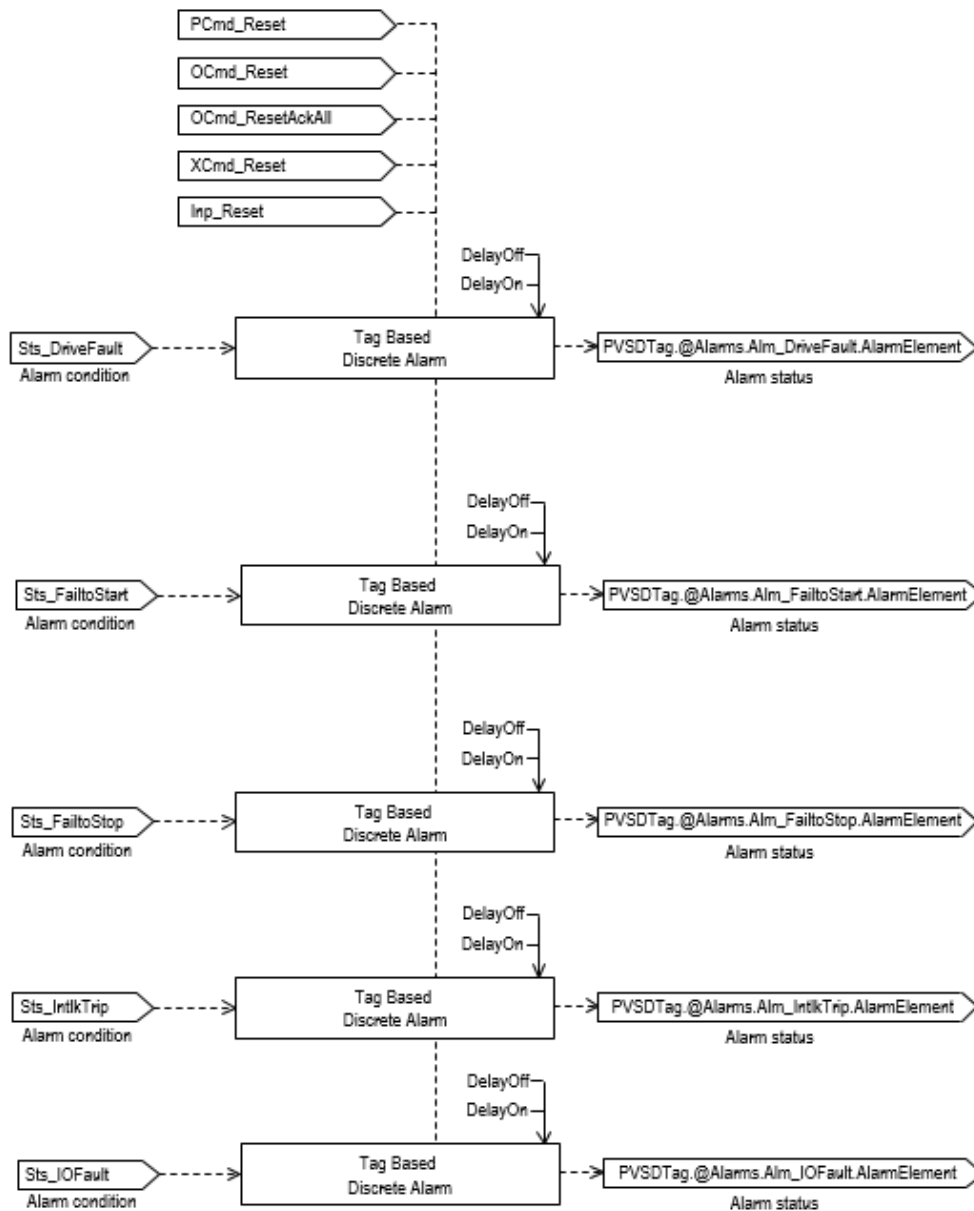 PCmd_Reset
OCmd_Reset
OCmd_ResetAckAll
XCmd_Reset
Inp_Reset
DelayOff
DelayOn
Sts_DriveFault
Alarm condition
Tag Based
Discrete Alarm
PVSDTag.@Alarms.Alm_DriveFault.AlarmElement
Alarm status
DelayOff
DelayOn
Sts_FailtoStart
Alarm condition
Tag Based
Discrete Alarm
PVSDTag.@Alarms.Alm_FailtoStart.AlarmElement
Alarm status
DelayOff
DelayOn
Sts_FailtoStop
Alarm condition
Tag Based
Discrete Alarm
PVSDTag.@Alarms.Alm_FailtoStop.AlarmElement
Alarm status
DelayOff
DelayOn
Sts_IntlkTrip
Alarm condition
Tag Based
Discrete Alarm
PVSDTag.@Alarms.Alm_IntlkTrip.AlarmElement
Alarm status
DelayOff
DelayOn
Sts_IOFault
Alarm condition
Tag Based
Discrete Alarm
PVSDTag.@Alarms.Alm_IOFault.AlarmElement
Alarm status